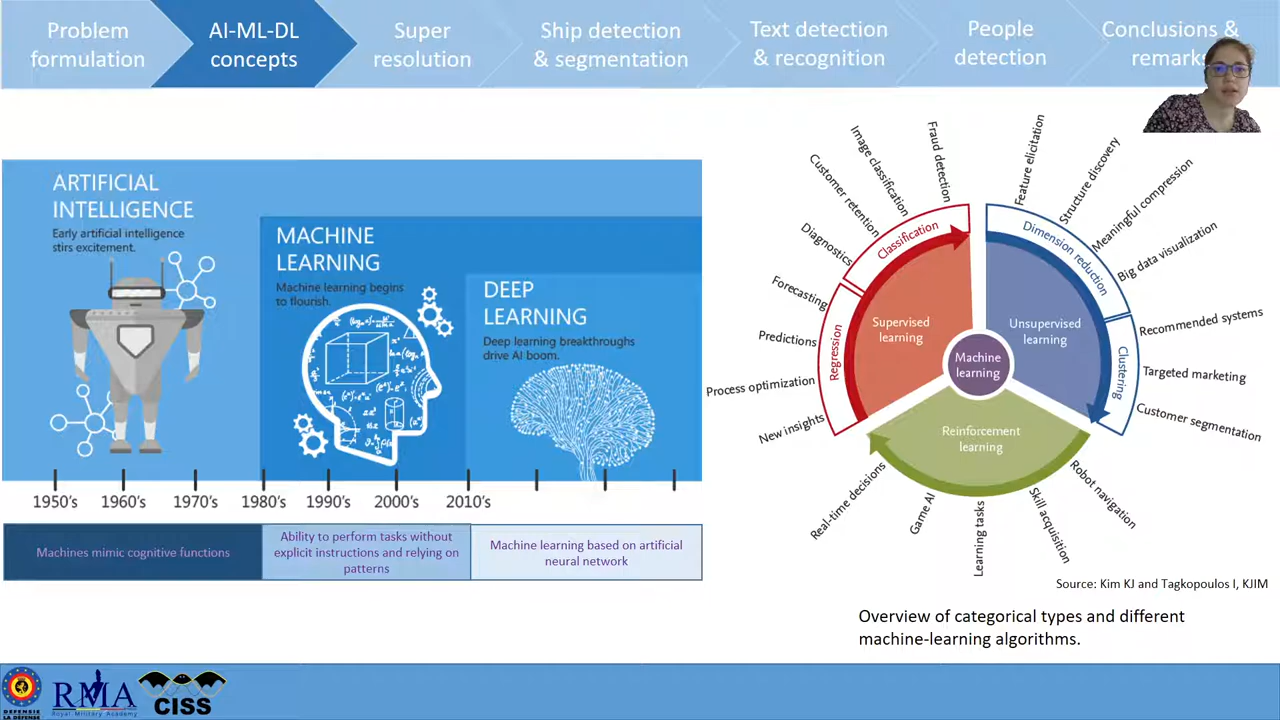 Problem
formulation
AI-ML-DL
concepts
Super
resolution
Ship detection
& segmentation
Text detection
& recognition
People
detection
Conclusions &
remarks
ARTIFICIAL
INTELLIGENCE
Early artificial intelligence
stirs excitement.
MACHINE
LEARNING
Machine learning begins
to flourish.
DEEP
LEARNING
Deep learning breakthroughs
drive AI boom.
1950's
1960's
1970's
1980's
1990's
2000's
2010's
Machines mimic cognitive functions
Ability to perform tasks without
explicit instructions and relying on
patterns
Machine learning based on artificial
neural network
Machine
learning
Supervised
learning
Classification
Fraud detection
Image classification
Customer retention
Diagnostics
Regression
Forecasting
Predictions
Process optimization
New insights
Unsupervised
learning
Dimension reduction
Feature elicitation
Structure discovery
Meaningful compression
Big data visualization
Clustering
Recommended systems
Targeted marketing
Customer segmentation
Reinforcement
learning
Real-time decisions
Game AI
Learning tasks
Skill acquisition
Robot navigation
Source: Kim KJ and Tagkopoulos I, KJIM
Overview of categorical types and different
machine-learning algorithms.
DEFENSIE
LA DEFENSE
RMA
Royal Military Academy
CISS